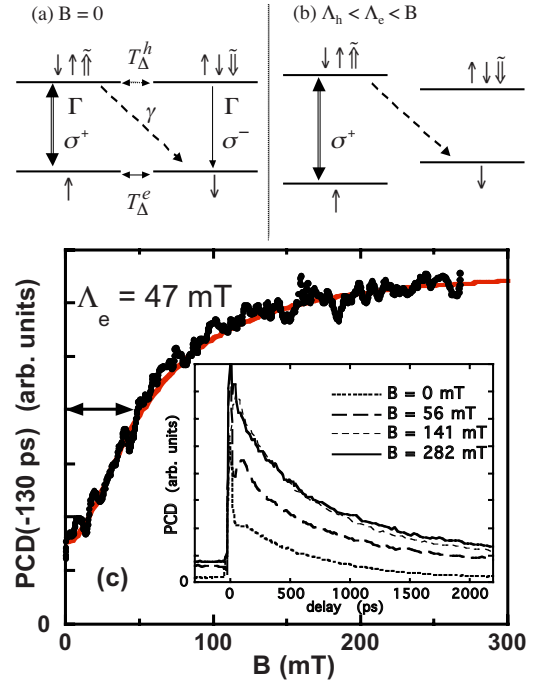 (a) B = 0
(b) Λh < Λe < B
↓↑⇑̃ T_Δ^h ↑↓⇓̃
↓↑⇑̃ ↑↓⇓̃
Γ γ Γ
σ+ σ−
σ+
↑ T_Δ^e ↓
↑ ↓
PCD(-130 ps) (arb. units)
Λe = 47 mT
PCD (arb. units)
B = 0 mT
B = 56 mT
B = 141 mT
B = 282 mT
0
0 500 1000 1500 2000
delay (ps)
(c)
0
0 100 200 300
B (mT)